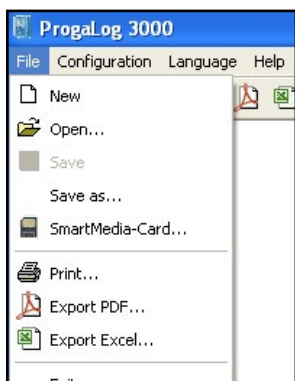 ProgaLog 3000
File Configuration Language Help
New
Open...
Save
Save as...
SmartMedia-Card...
Print...
Export PDF...
Export Excel...